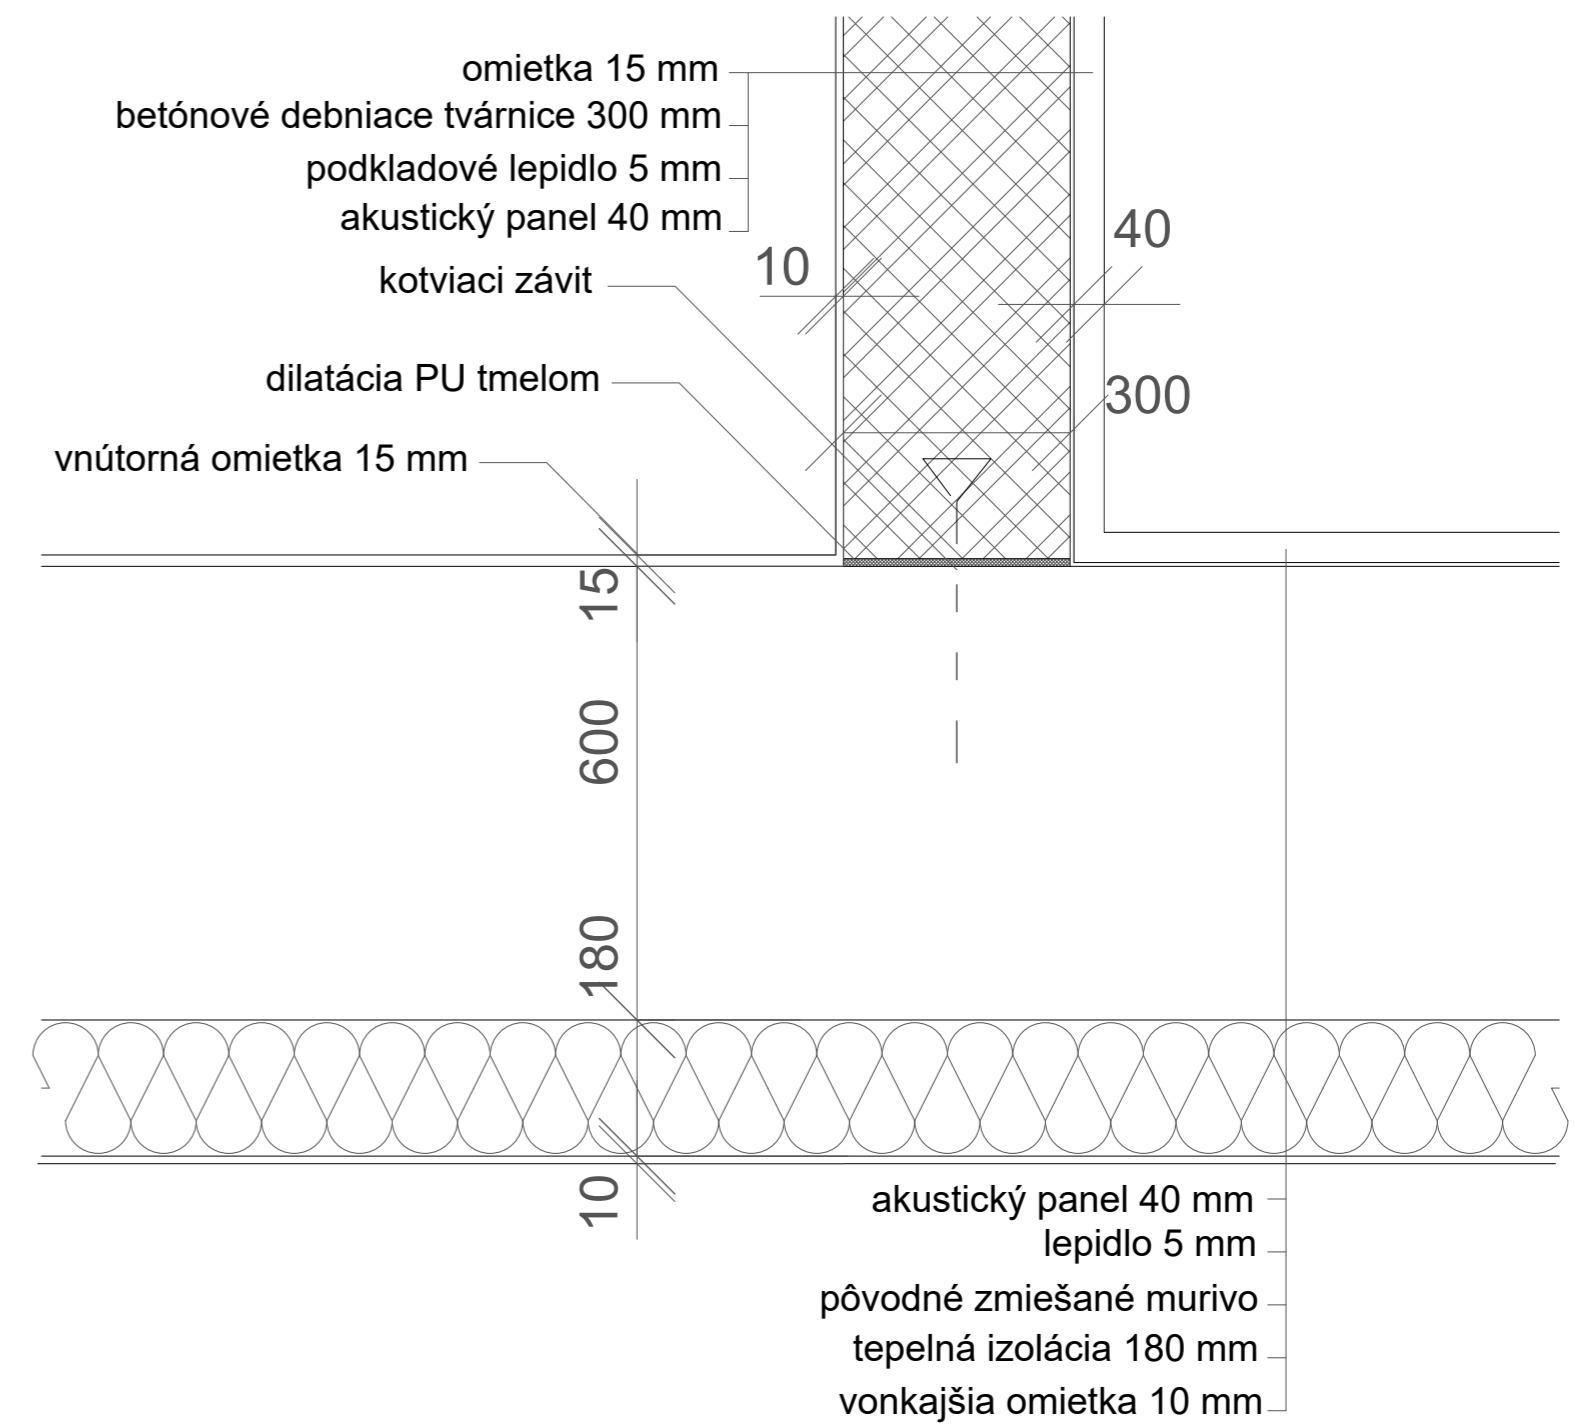 omietka 15 mm
betónové debniace tvárnice 300 mm
podkladové lepidlo 5 mm
akustický panel 40 mm
kotviaci závit
dilatácia PU tmelom
vnútorná omietka 15 mm
10
40
300
15
600
180
10
akustický panel 40 mm
lepidlo 5 mm
pôvodné zmiešané murivo
tepelná izolácia 180 mm
vonkajšia omietka 10 mm